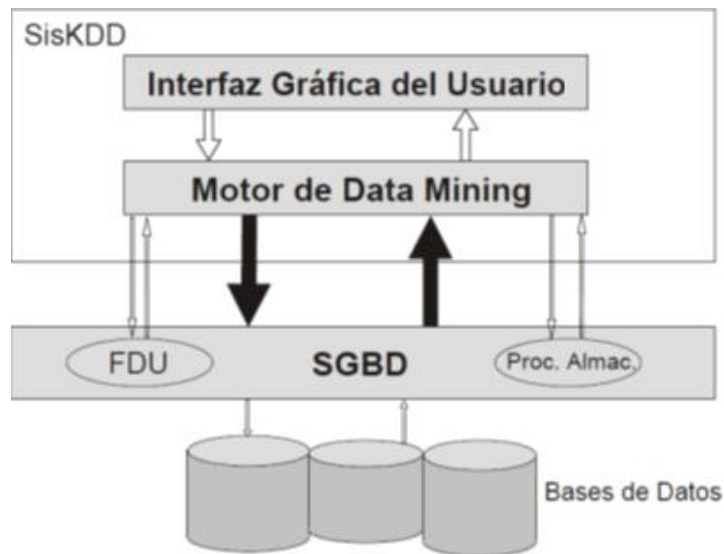 SisKDD
Interfaz Gráfica del Usuario
Motor de Data Mining
FDU
SGBD
Proc. Almac.
Bases de Datos